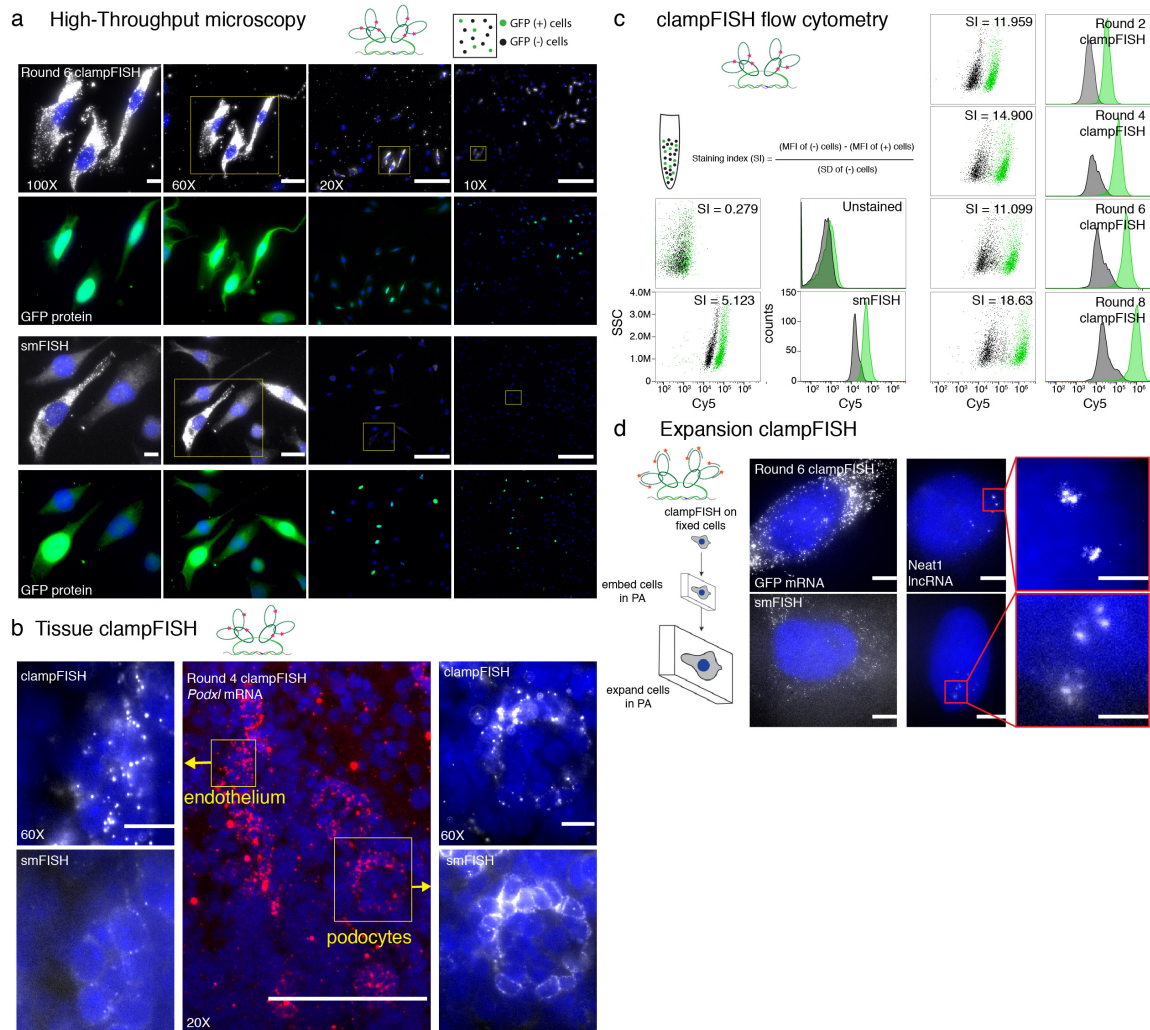 a High-Throughput microscopy
GFP (+) cells
GFP (-) cells
Round 6 clampFISH
100X
60X
20X
10X
GFP protein
smFISH
GFP protein
b Tissue clampFISH
clampFISH
60X
smFISH
Round 4 clampFISH
Podxl mRNA
endothelium
podocytes
20X
clampFISH
60X
smFISH
c clampFISH flow cytometry
Staining index (SI) =
(MFI of (-) cells) - (MFI of (+) cells)
(SD of (-) cells)
SI = 0.279
Unstained
SI = 5.123
smFISH
SSC
4.0M
3.0M
2.0M
1.0M
0
counts
150
100
50
0
10² 10³ 10⁴ 10⁵ 10⁶
Cy5
10² 10³ 10⁴ 10⁵ 10⁶
Cy5
SI = 11.959
Round 2
clampFISH
SI = 14.900
Round 4
clampFISH
SI = 11.099
Round 6
clampFISH
SI = 18.63
Round 8
clampFISH
10² 10³ 10⁴ 10⁵ 10⁶
Cy5
10² 10³ 10⁴ 10⁵ 10⁶
Cy5
d Expansion clampFISH
clampFISH on
fixed cells
embed cells
in PA
expand cells
in PA
Round 6 clampFISH
GFP mRNA
Neat1
lncRNA
smFISH